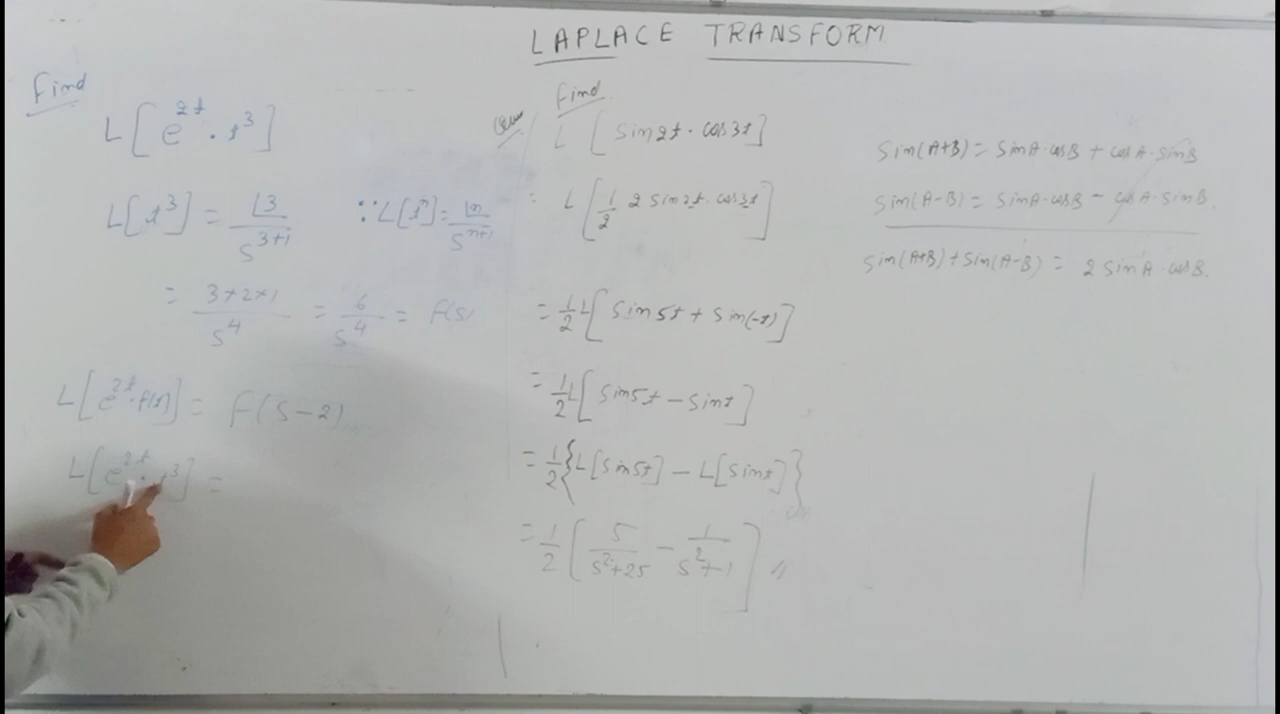 LAPLACE TRANSFORM
Find
L[e^{2t} · t^3]
L[t^3] = ⌊3 / s^{3+1} ∵ L[t^n] = ⌊n / s^{n+1}
= 3×2×1 / s^4 = 6 / s^4 = F(s)
L[e^{2t}·f(t)] = F(s-2)
L[e^{2t} · t^3] =
Find
L[sin2t · cos3t]
L[1/2 2 sin2t · cos3t]
= 1/2 L[sin5t + sin(-t)]
= 1/2 L[sin5t - sint]
= 1/2 {L[sin5t] - L[sint]}
= 1/2 [5 / s^2+25 - 1 / s^2+1] //
sin(A+B) = sinA·cosB + cosA·sinB
sin(A-B) = sinA·cosB - cosA·sinB.
sin(A+B) + sin(A-B) = 2 sinA·cosB.